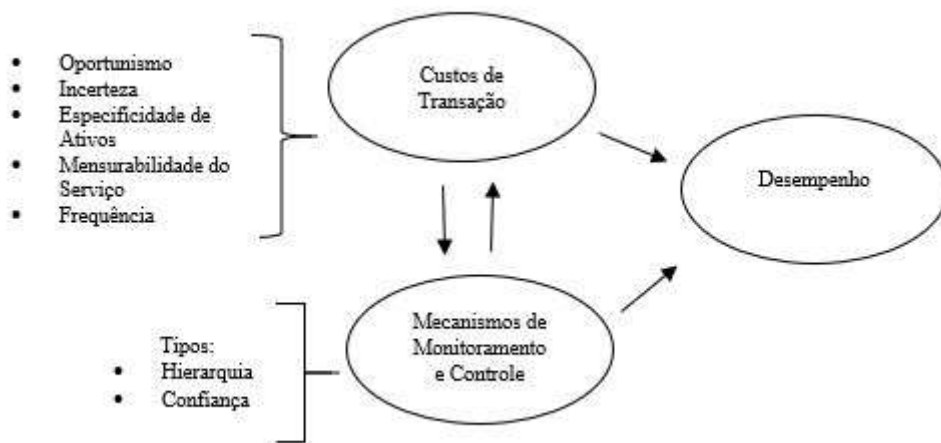 • Oportunismo
• Incerteza
• Especificidade de
Ativos
• Mensurabilidade do
Serviço
▪ Frequência
Custos de
Transação
Desempenho
Tipos:
• Hierarquia
• Confiança
Mecanismos de
Monitoramento
e Controle